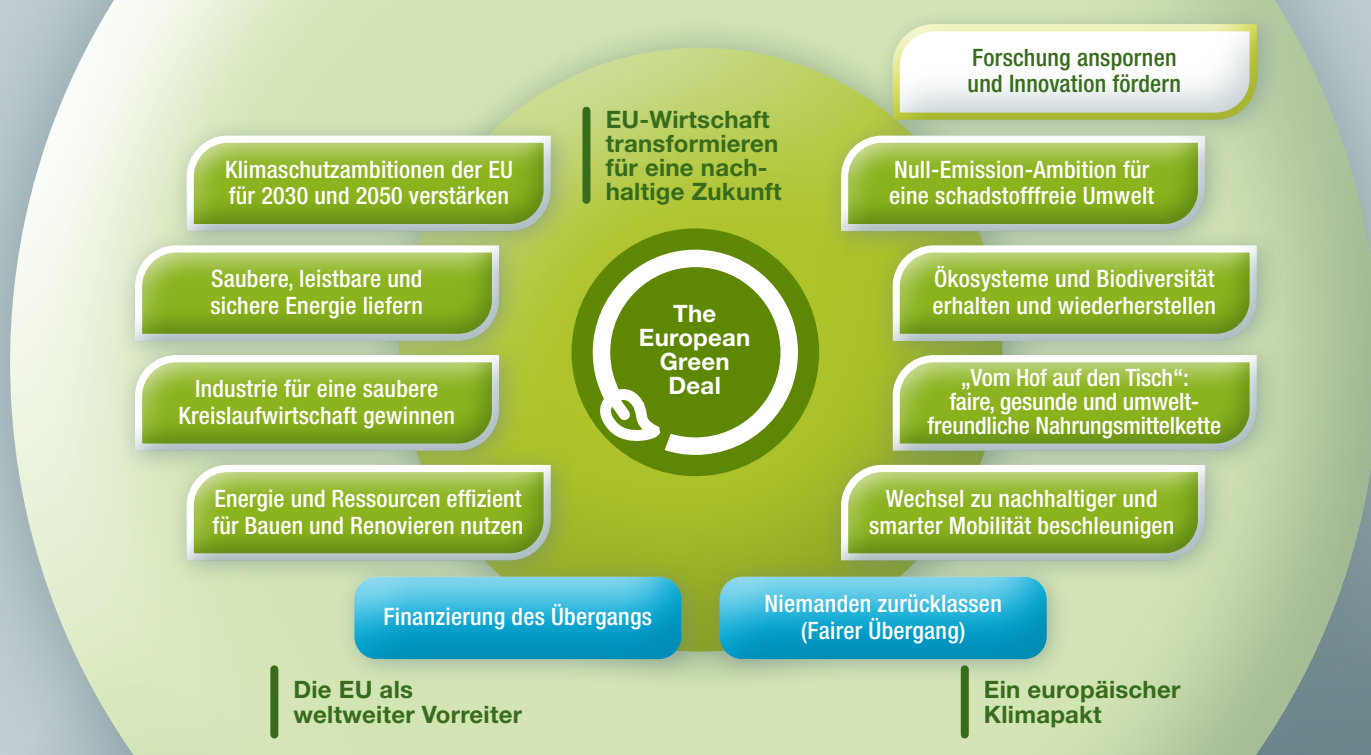 Forschung anspornen
und Innovation fördern
EU-Wirtschaft
transformieren
für eine nach-
haltige Zukunft
Klimaschutzambitionen der EU
für 2030 und 2050 verstärken
Null-Emission-Ambition für
eine schadstofffreie Umwelt
Saubere, leistbare und
sichere Energie liefern
Ökosysteme und Biodiversität
erhalten und wiederherstellen
The
European
Green
Deal
Industrie für eine saubere
Kreislaufwirtschaft gewinnen
„Vom Hof auf den Tisch“:
faire, gesunde und umwelt-
freundliche Nahrungsmittelkette
Energie und Ressourcen effizient
für Bauen und Renovieren nutzen
Wechsel zu nachhaltiger und
smarter Mobilität beschleunigen
Finanzierung des Übergangs
Niemanden zurücklassen
(Fairer Übergang)
Die EU als
weltweiter Vorreiter
Ein europäischer
Klimapakt